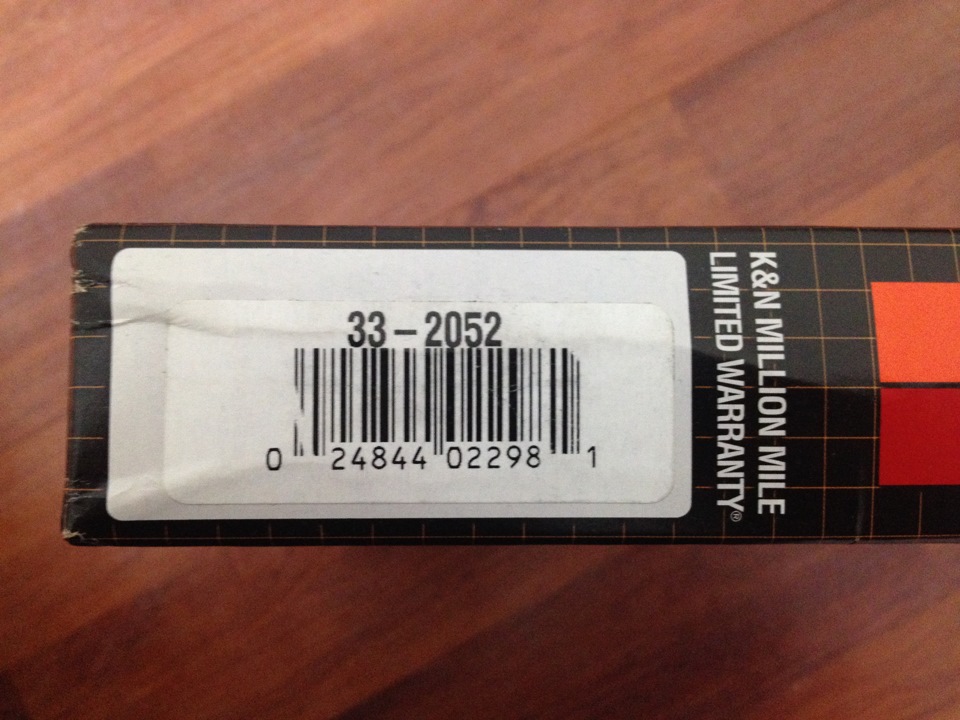 33-2052
0 24844 02298 1
K&N MILLION MILE
LIMITED WARRANTY®